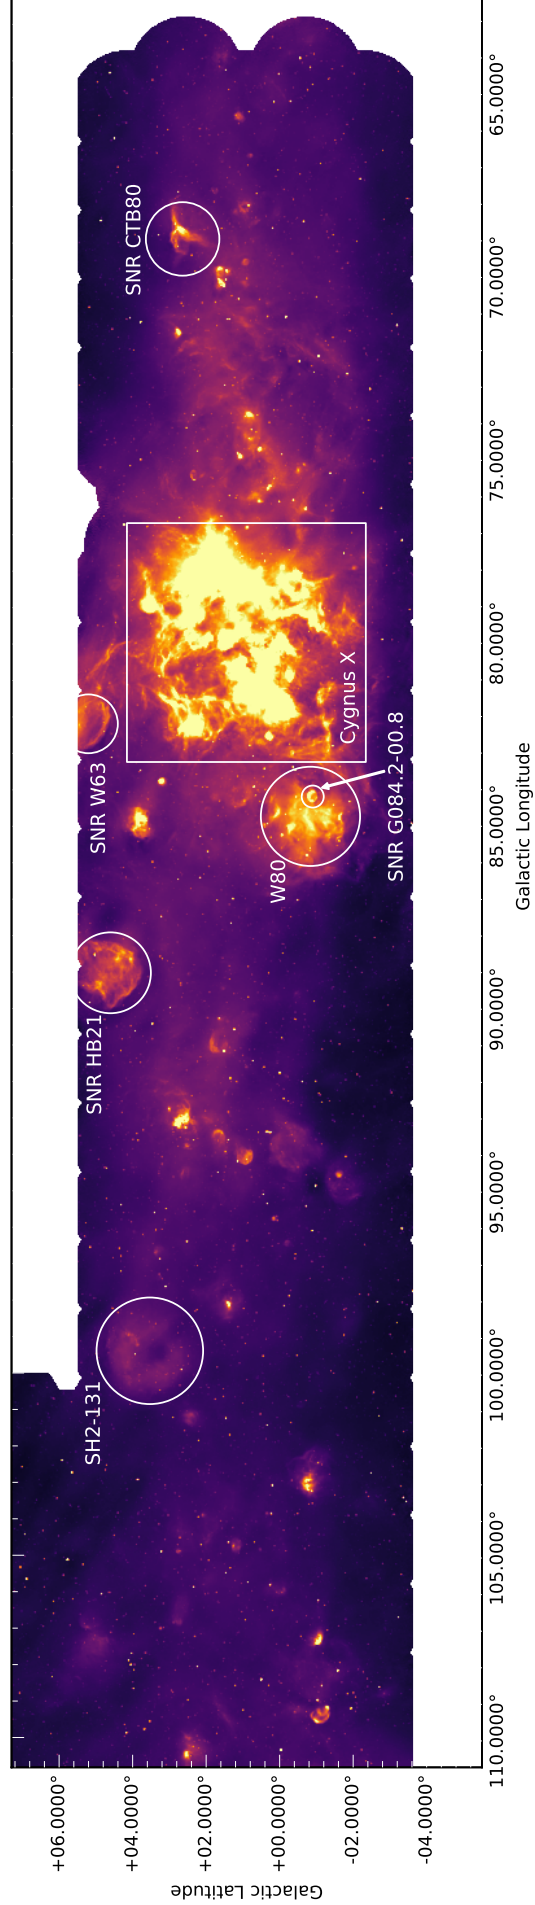 SNR CTB80
Cygnus X
SNR W63
W80
SNR G084.2-00.8
SNR HB21
SH2-131
65.0000°
70.0000°
75.0000°
80.0000°
85.0000°
90.0000°
95.0000°
100.0000°
105.0000°
110.0000°
Galactic Longitude
+06.0000°
+04.0000°
+02.0000°
+00.0000°
-02.0000°
-04.0000°
Galactic Latitude